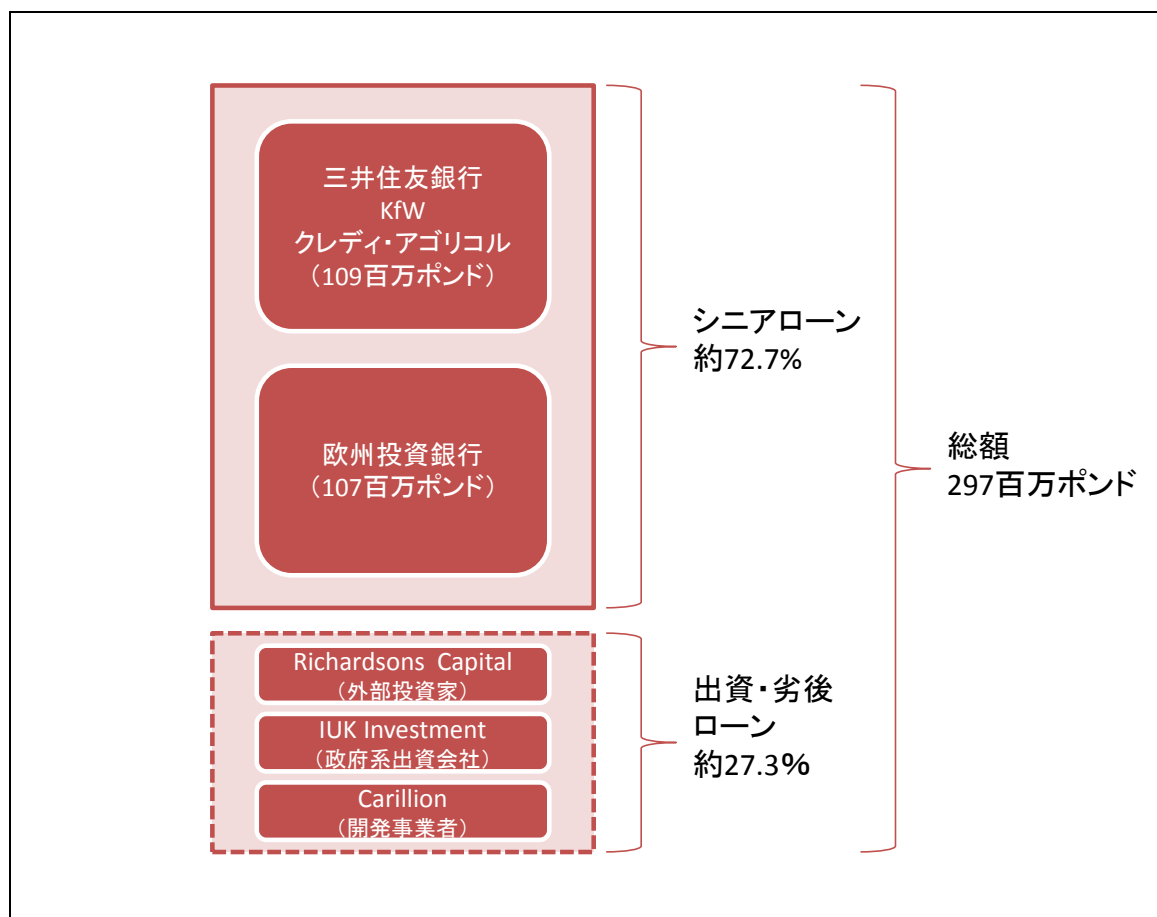 三井住友銀行
KfW
クレディ・アゴリコル
（109百万ポンド）
欧州投資銀行
（107百万ポンド）
シニアローン
約72.7%
Richardsons Capital
（外部投資家）
IUK Investment
（政府系出資会社）
Carillion
（開発事業者）
出資・劣後
ローン
約27.3%
総額
297百万ポンド